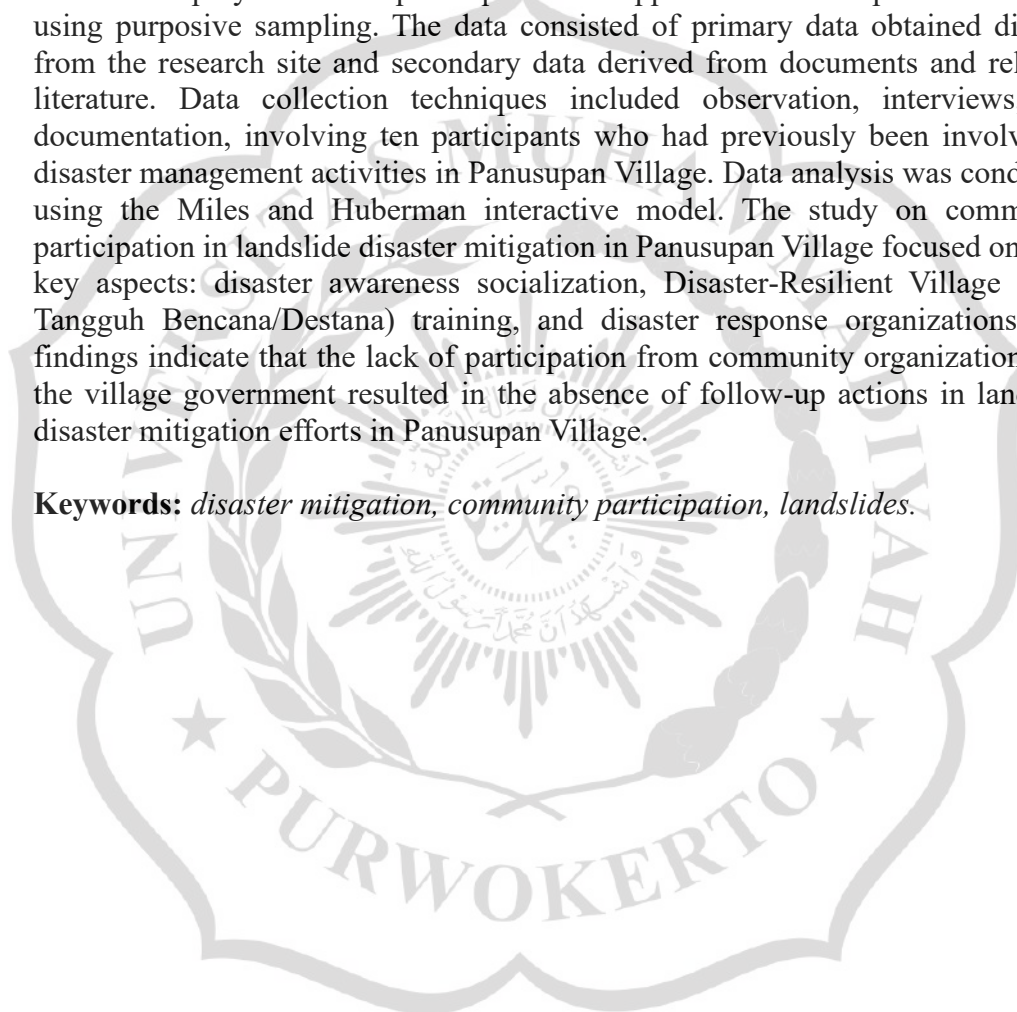 using purposive sampling. The data consisted of primary data obtained di
from the research site and secondary data derived from documents and rel
literature. Data collection techniques included observation, interviews
documentation, involving ten participants who had previously been involv
disaster management activities in Panusupan Village. Data analysis was cond
using the Miles and Huberman interactive model. The study on comm
participation in landslide disaster mitigation in Panusupan Village focused on
key aspects: disaster awareness socialization, Disaster-Resilient Village
Tangguh Bencana/Destana) training, and disaster response organizations
findings indicate that the lack of participation from community organization
the village government resulted in the absence of follow-up actions in lan
disaster mitigation efforts in Panusupan Village.
Keywords: disaster mitigation, community participation, landslides.
UNIVERSITAS MUHAMMADIYAH
PURWOKERTO